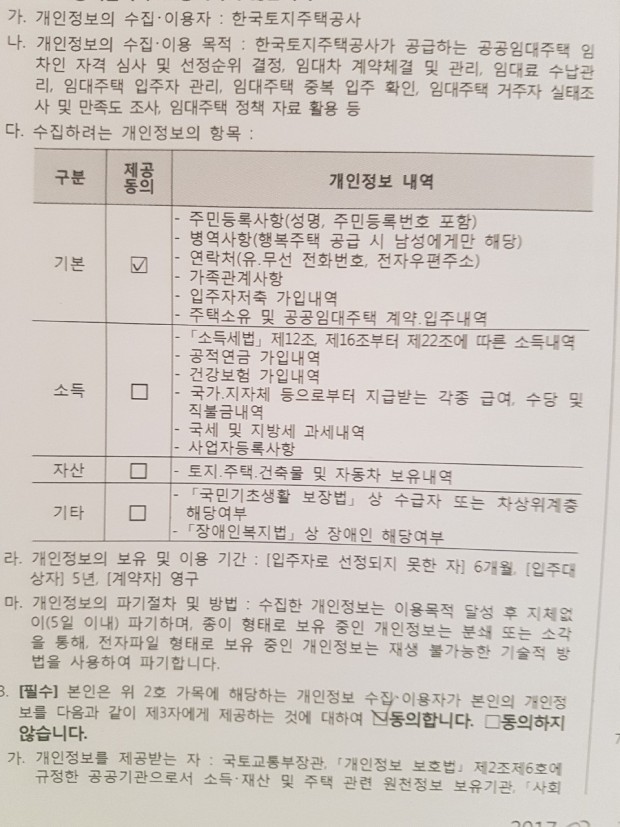 가. 개인정보의 수집·이용자 : 한국토지주택공사
나. 개인정보의 수집·이용 목적 : 한국토지주택공사가 공급하는 공공임대주택 임
차인 자격 심사 및 선정순위 결정, 임대차 계약체결 및 관리, 임대료 수납관
리, 임대주택 입주자 관리, 임대주택 중복 입주 확인, 임대주택 거주자 실태조
사 및 만족도 조사, 임대주택 정책 자료 활용 등
다. 수집하려는 개인정보의 항목 :
구분 제공 동의 개인정보 내역
기본 ☑
- 주민등록사항(성명, 주민등록번호 포함)
- 병역사항(행복주택 공급 시 남성에게만 해당)
- 연락처(유.무선 전화번호, 전자우편주소)
- 가족관계사항
- 입주자저축 가입내역
- 주택소유 및 공공임대주택 계약.입주내역
소득 □
- 「소득세법」제12조, 제16조부터 제22조에 따른 소득내역
- 공적연금 가입내역
- 건강보험 가입내역
- 국가.지자체 등으로부터 지급받는 각종 급여, 수당 및
직불금내역
- 국세 및 지방세 과세내역
- 사업자등록사항
자산 □ - 토지.주택.건축물 및 자동차 보유내역
기타 □
- 「국민기초생활 보장법」상 수급자 또는 차상위계층
해당여부
- 「장애인복지법」상 장애인 해당여부
라. 개인정보의 보유 및 이용 기간 : [입주자로 선정되지 못한 자] 6개월, [입주대
상자] 5년, [계약자] 영구
마. 개인정보의 파기절차 및 방법 : 수집한 개인정보는 이용목적 달성 후 지체없
이(5일 이내) 파기하며, 종이 형태로 보유 중인 개인정보는 분쇄 또는 소각
을 통해, 전자파일 형태로 보유 중인 개인정보는 재생 불가능한 기술적 방
법을 사용하여 파기합니다.
3. [필수] 본인은 위 2호 가목에 해당하는 개인정보 수집·이용자가 본인의 개인정
보를 다음과 같이 제3자에게 제공하는 것에 대하여 ☑동의합니다. □동의하지
않습니다.
가. 개인정보를 제공받는 자 : 국토교통부장관,「개인정보 보호법」제2조제6호에
규정한 공공기관으로서 소득·재산 및 주택 관련 원천정보 보유기관,「사회